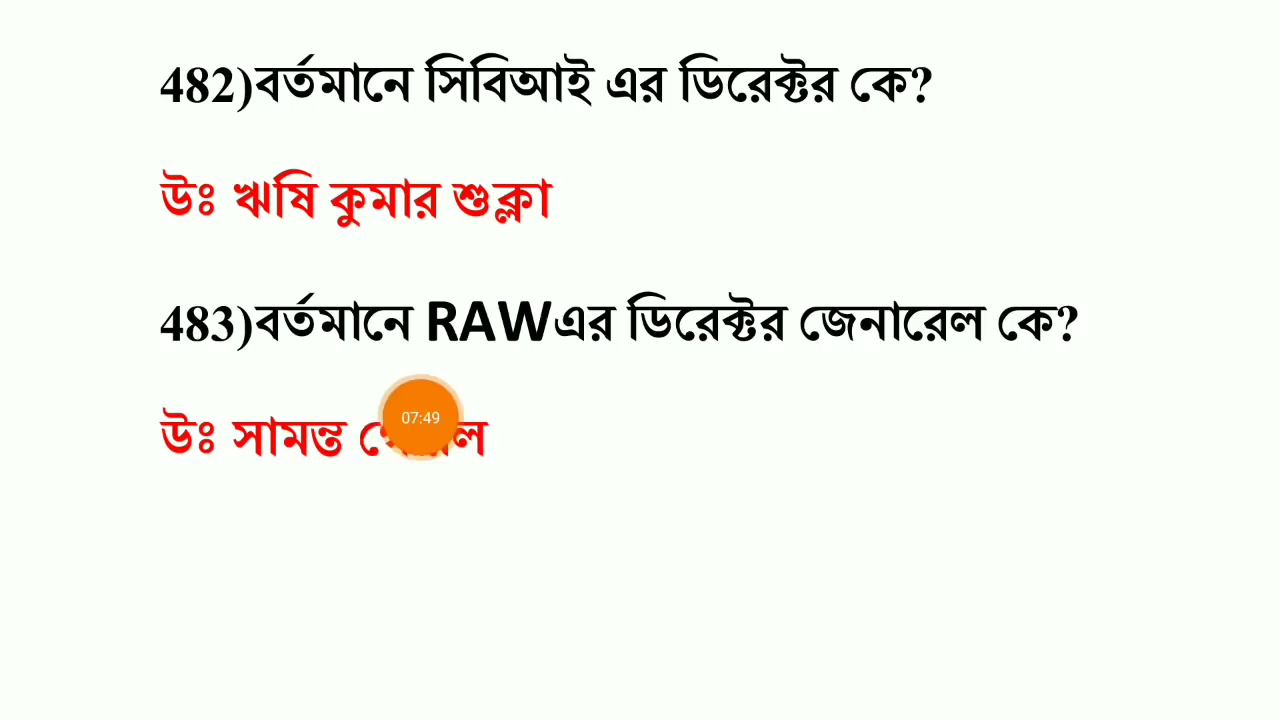 482)বর্তমানে সিবিআই এর ডিরেক্টর কে?
উঃ ঋষি কুমার শুক্লা
483)বর্তমানে RAWএর ডিরেক্টর জেনারেল কে?
উঃ সামন্ত
07:49